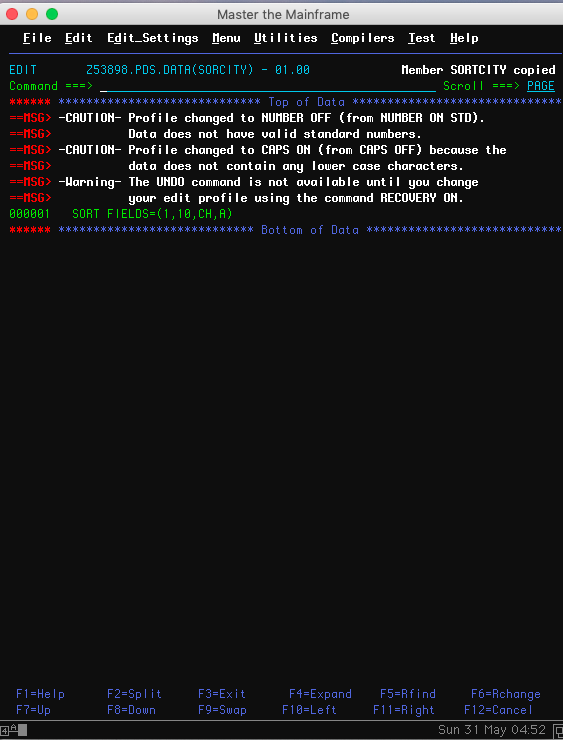 Master the Mainframe
File Edit Edit_Settings Menu Utilities Compilers Test Help
EDIT Z53898.PDS.DATA(SORCITY) - 01.00 Member SORTCITY copied
Command ===> Scroll ===> PAGE
****** ***************************** Top of Data ******************************
==MSG> -CAUTION- Profile changed to NUMBER OFF (from NUMBER ON STD).
==MSG> Data does not have valid standard numbers.
==MSG> -CAUTION- Profile changed to CAPS ON (from CAPS OFF) because the
==MSG> data does not contain any lower case characters.
==MSG> -Warning- The UNDO command is not available until you change
==MSG> your edit profile using the command RECOVERY ON.
000001 SORT FIELDS=(1,10,CH,A)
****** **************************** Bottom of Data ****************************
F1=Help F2=Split F3=Exit F4=Expand F5=Rfind F6=Rchange
F7=Up F8=Down F9=Swap F10=Left F11=Right F12=Cancel
4A Sun 31 May 04:52